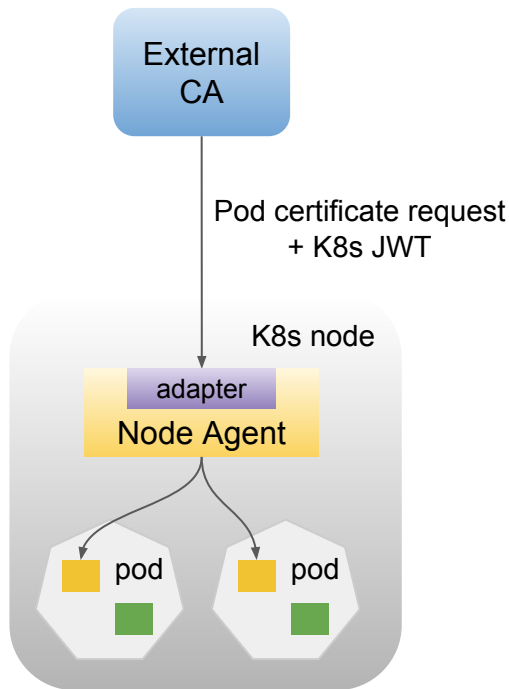 External
CA
Pod certificate request
+ K8s JWT
K8s node
adapter
Node Agent
pod
pod